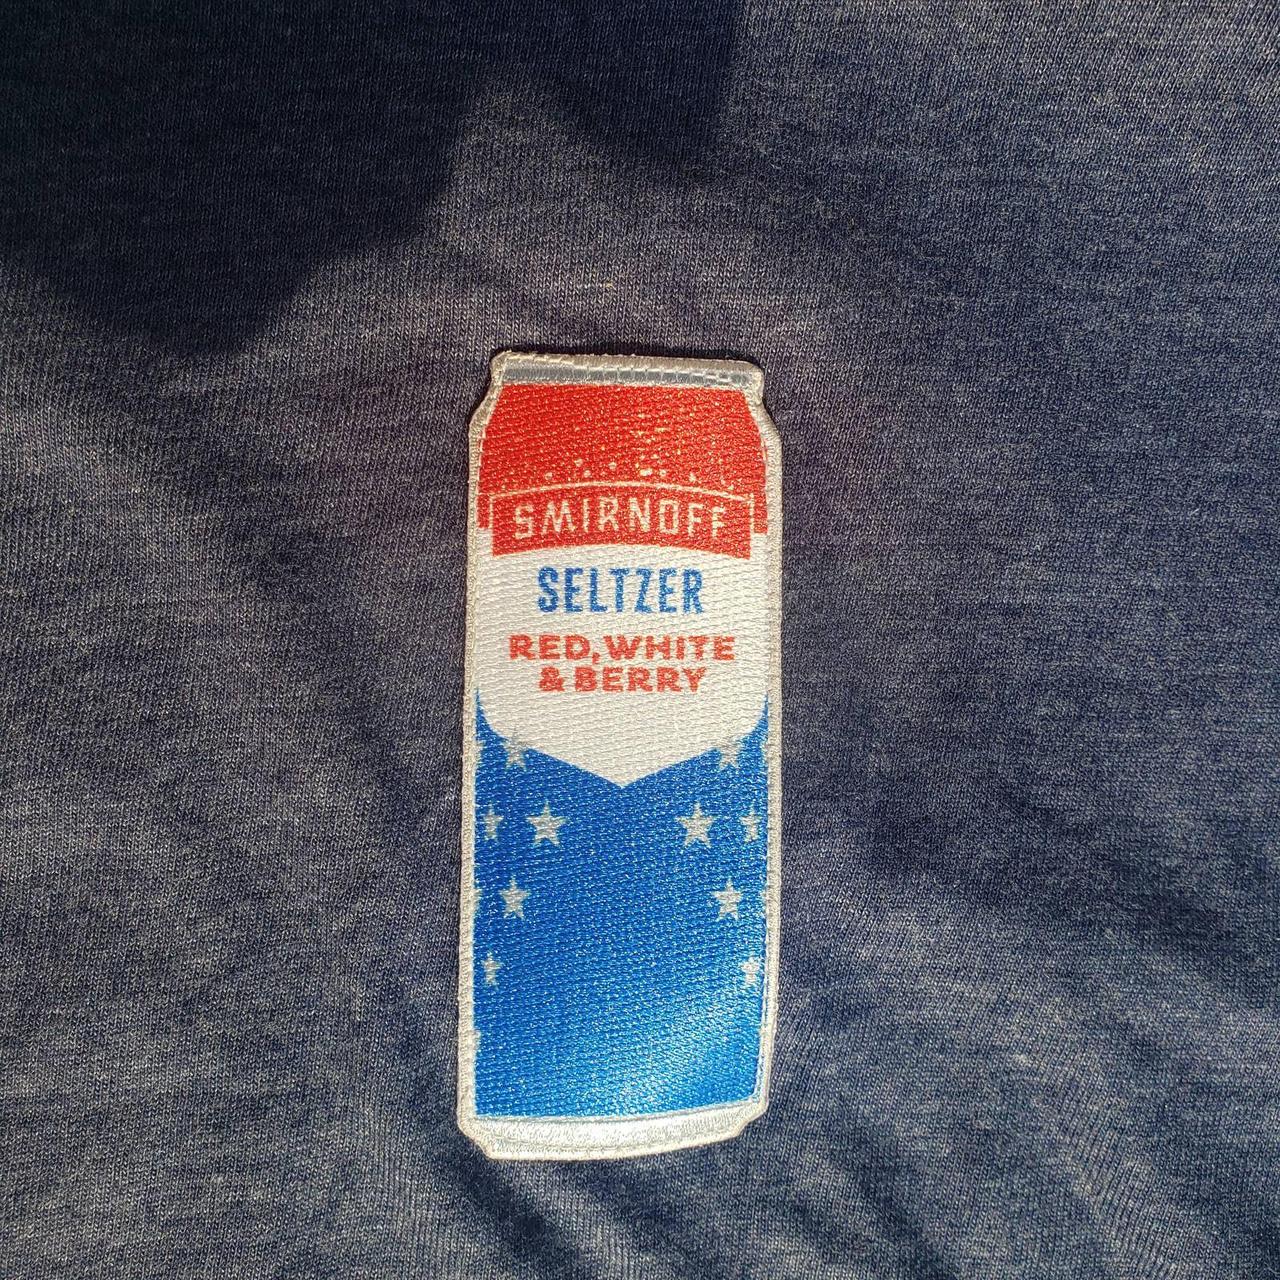 SMIRNOFF
SELTZER
RED, WHITE
& BERRY